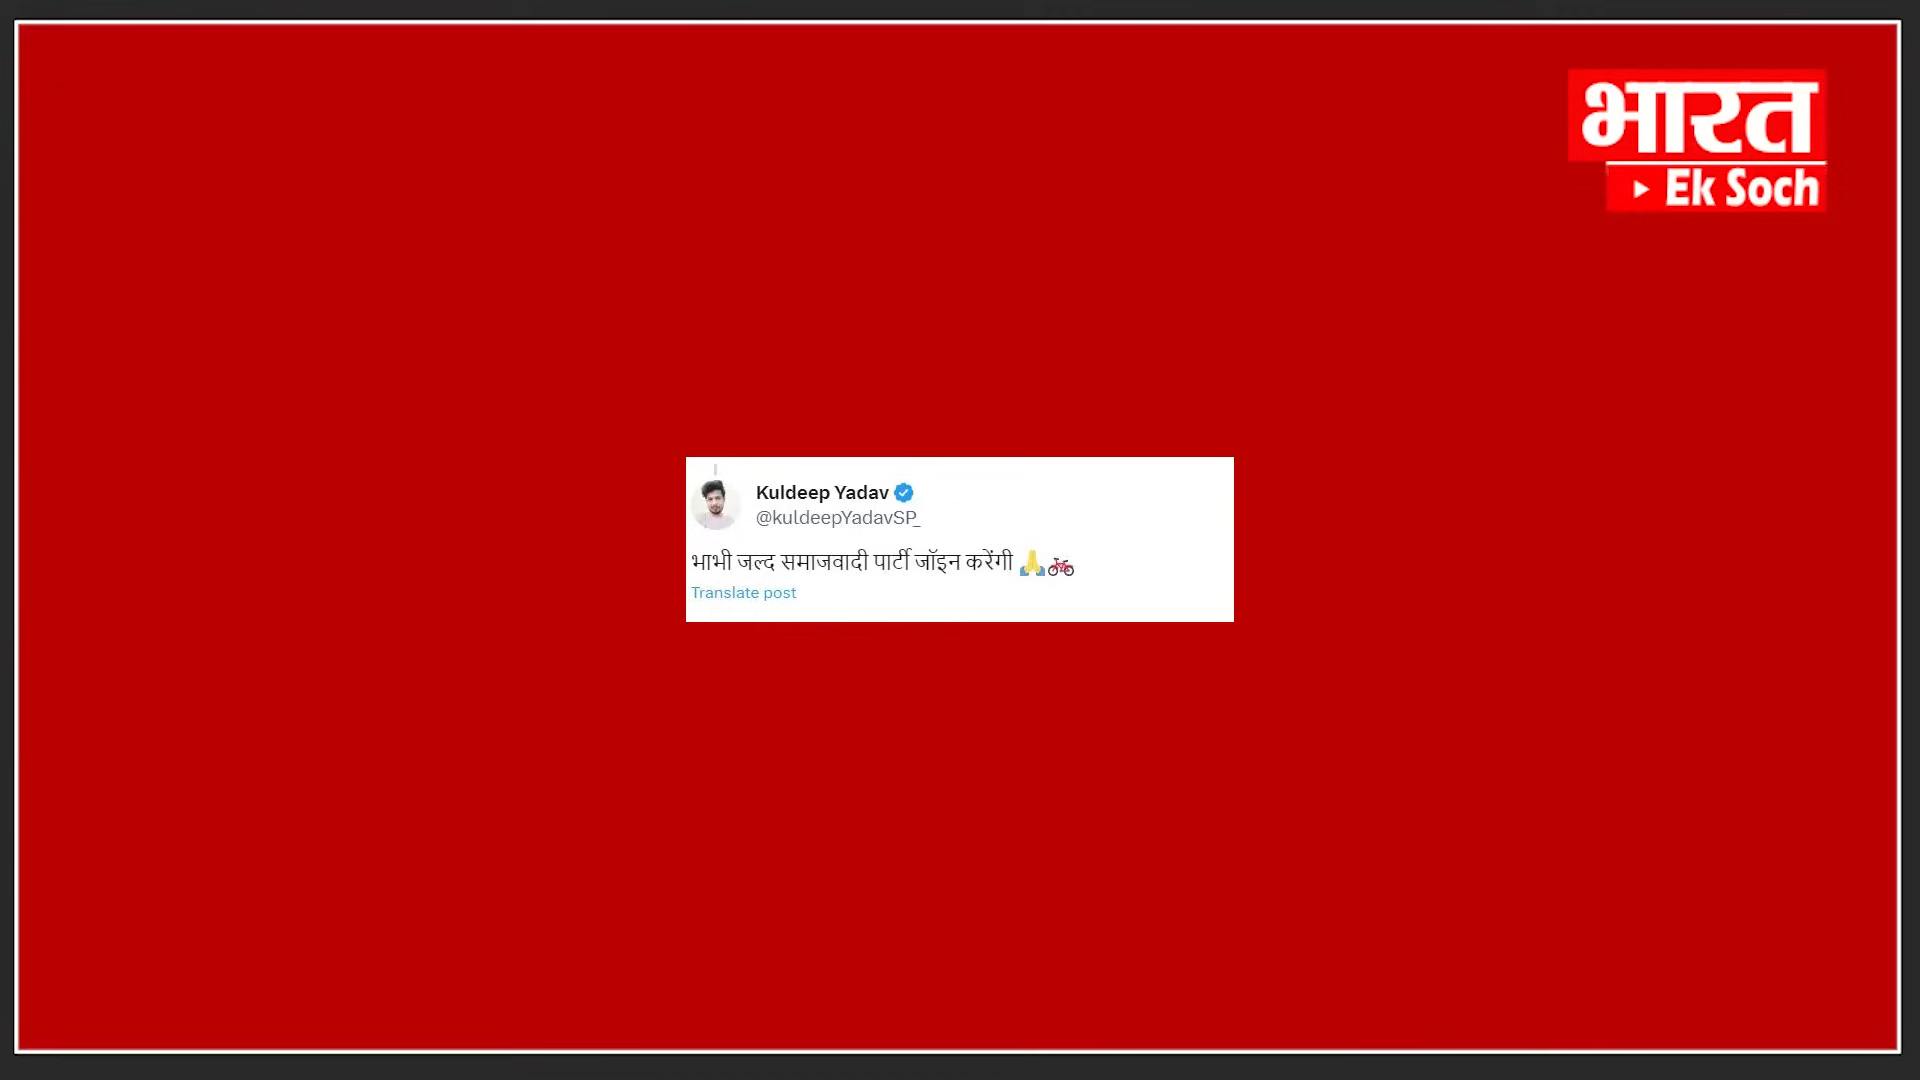 भारत
Ek Soch
Kuldeep Yadav
@kuldeepYadavSP_
भाभी जल्द समाजवादी पार्टी जॉइन करेंगी 🙏🚲
Translate post